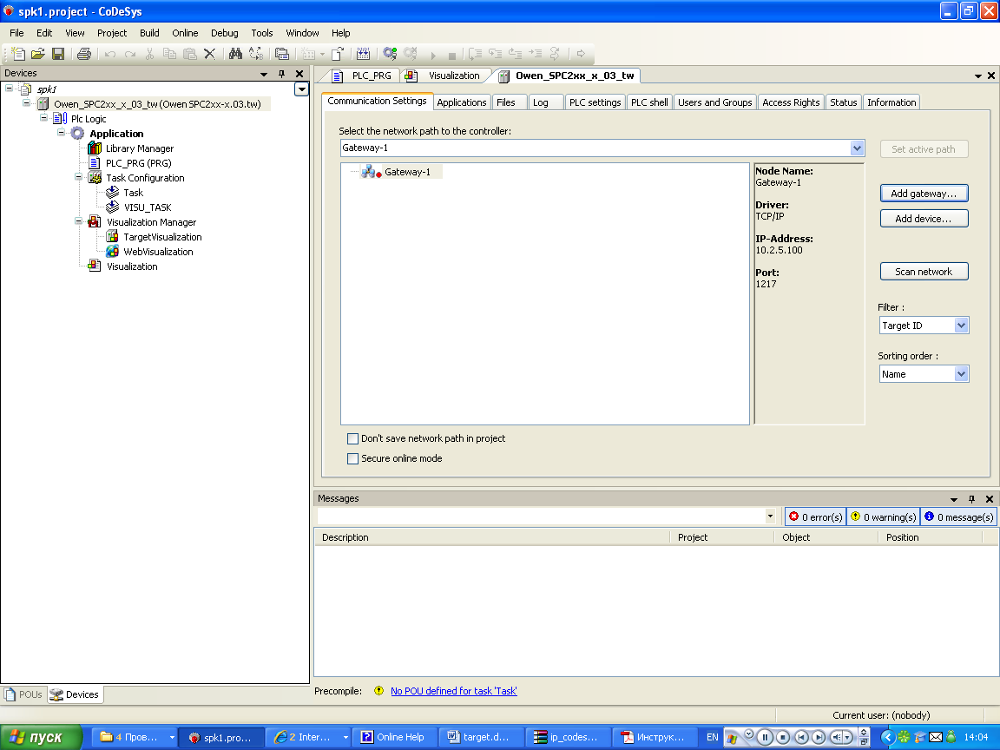 spk1.project - CoDeSys
File Edit View Project Build Online Debug Tools Window Help
Devices
spk1
Owen_SPC2xx_x_03_tw (Owen SPC2xx-x.03.tw)
Plc Logic
Application
Library Manager
PLC_PRG (PRG)
Task Configuration
Task
VISU_TASK
Visualization Manager
TargetVisualization
WebVisualization
Visualization
POUs Devices
PLC_PRG Visualization Owen_SPC2xx_x_03_tw
Communication Settings Applications Files Log PLC settings PLC shell Users and Groups Access Rights Status Information
Select the network path to the controller:
Gateway-1
Set active path
Gateway-1
Node Name:
Gateway-1
Driver:
TCP/IP
IP-Address:
10.2.5.100
Port:
1217
Add gateway...
Add device...
Scan network
Filter :
Target ID
Sorting order :
Name
Don't save network path in project
Secure online mode
Messages
0 error(s) 0 warning(s) 0 message(s)
Description Project Object Position
Precompile: No POU defined for task 'Task'
Current user: (nobody)
пуск 4 Пров... spk1.pro... 2 Inter... Online Help target.d... ip_codes... Инструк... EN 14:04